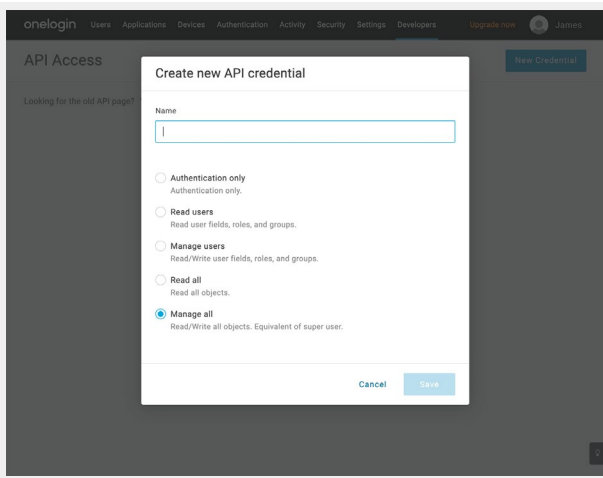 onelogin Users Applications Devices Authentication Activity Security Settings Developers Upgrade now James
API Access
New Credential
Looking for the old API page?
Create new API credential
Name
Authentication only
Authentication only.
Read users
Read user fields, roles, and groups.
Manage users
Read/Write user fields, roles, and groups.
Read all
Read all objects.
Manage all
Read/Write all objects. Equivalent of super user.
Cancel Save